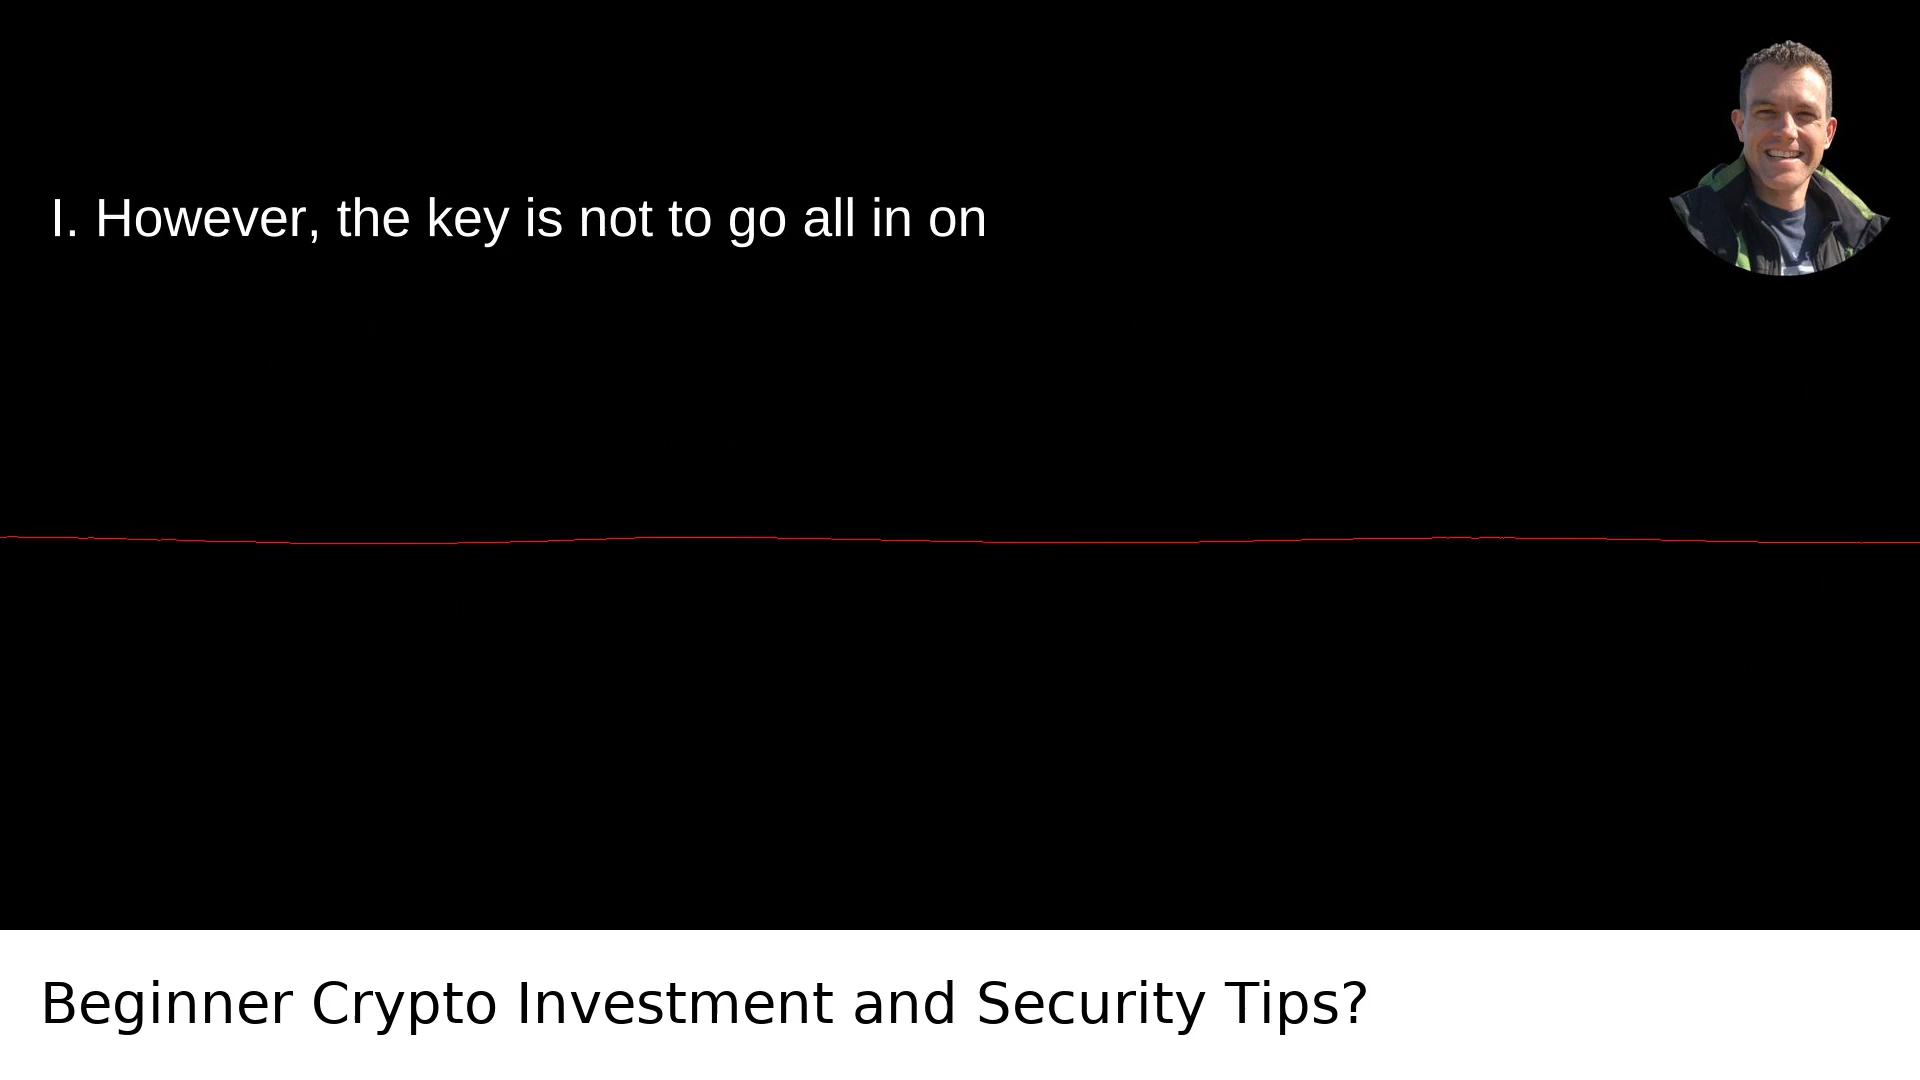 I. However, the key is not to go all in on
Beginner Crypto Investment and Security Tips?